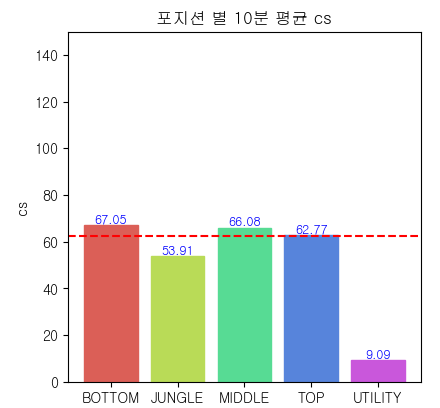 포지션 별 10분 평균 cs
140
120
100
80
60
40
20
0
cs
67.05
53.91
66.08
62.77
9.09
BOTTOM
JUNGLE
MIDDLE
TOP
UTILITY